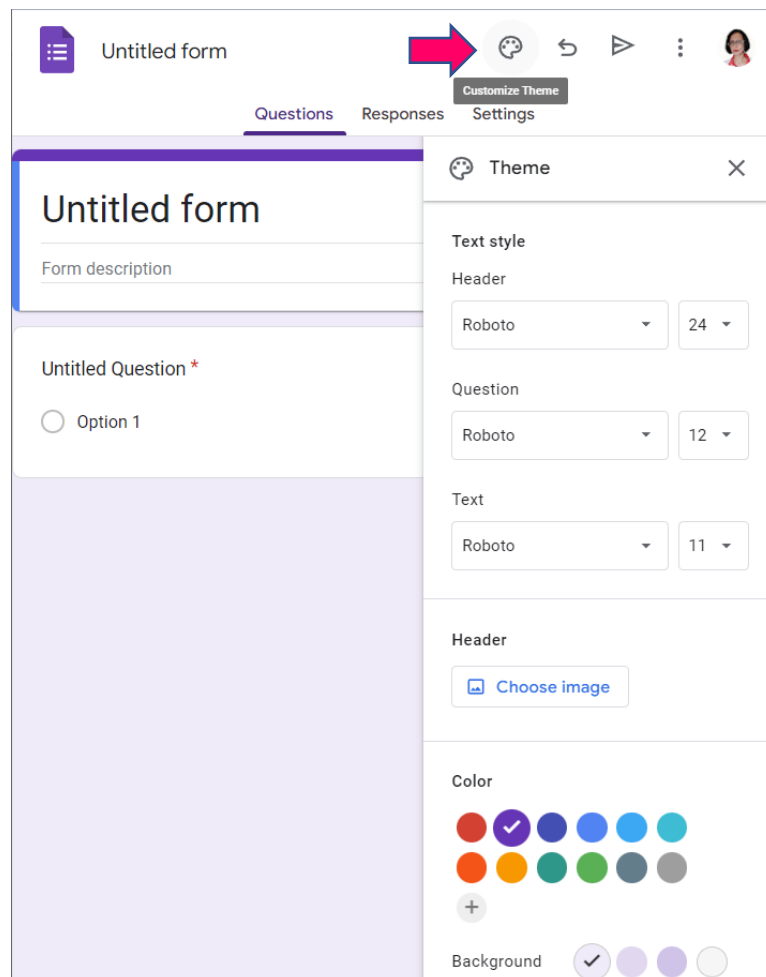 Untitled form
Customize Theme
Questions Responses Settings
Theme
Untitled form
Form description
Untitled Question *
Option 1
Text style
Header
Roboto 24
Question
Roboto 12
Text
Roboto 11
Header
Choose image
Color
Background